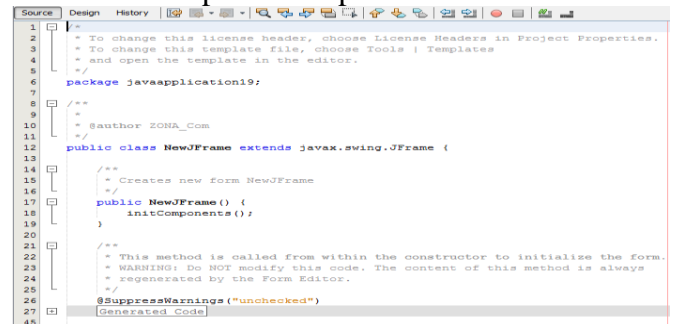 Source Design History
1 /*
2 * To change this license header, choose License Headers in Project Properties.
3 * To change this template file, choose Tools | Templates
4 * and open the template in the editor.
5 */
6 package javaapplication19;
7
8 /**
9 *
10 * @author ZONA_Com
11 */
12 public class NewJFrame extends javax.swing.JFrame {
13
14 /**
15 * Creates new form NewJFrame
16 */
17 public NewJFrame() {
18 initComponents();
19 }
20
21 /**
22 * This method is called from within the constructor to initialize the form.
23 * WARNING: Do NOT modify this code. The content of this method is always
24 * regenerated by the Form Editor.
25 */
26 @SuppressWarnings("unchecked")
27 Generated Code
45